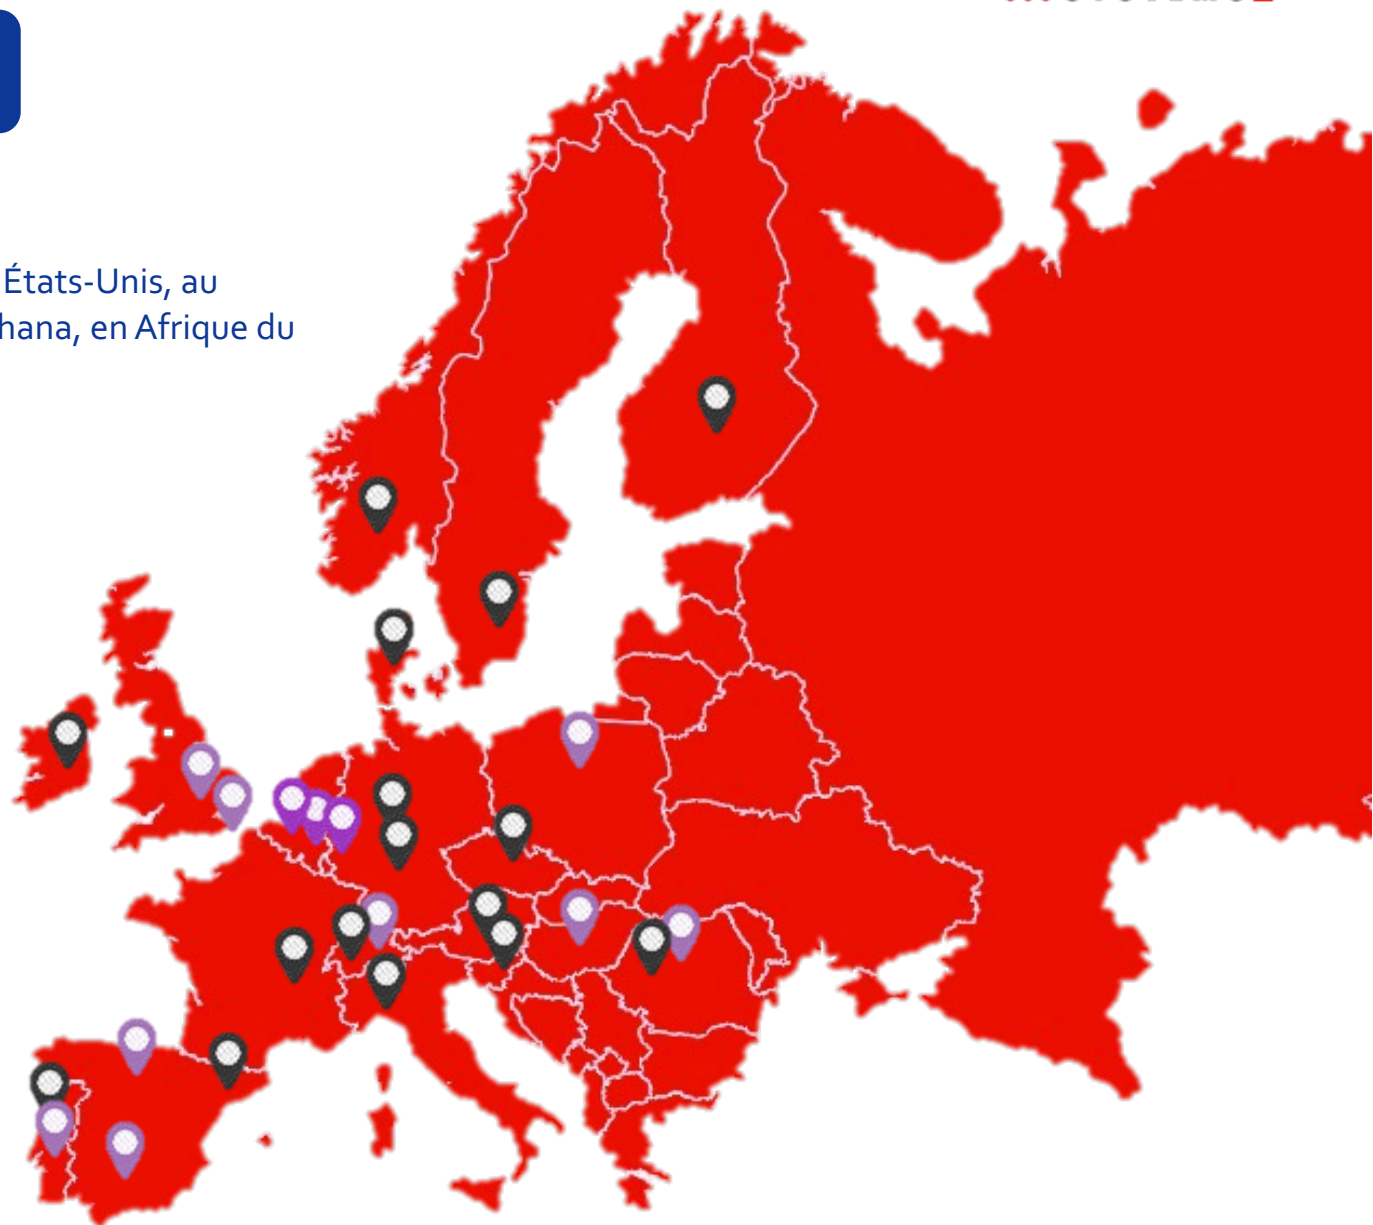 États-Unis, au
hana, en Afrique du